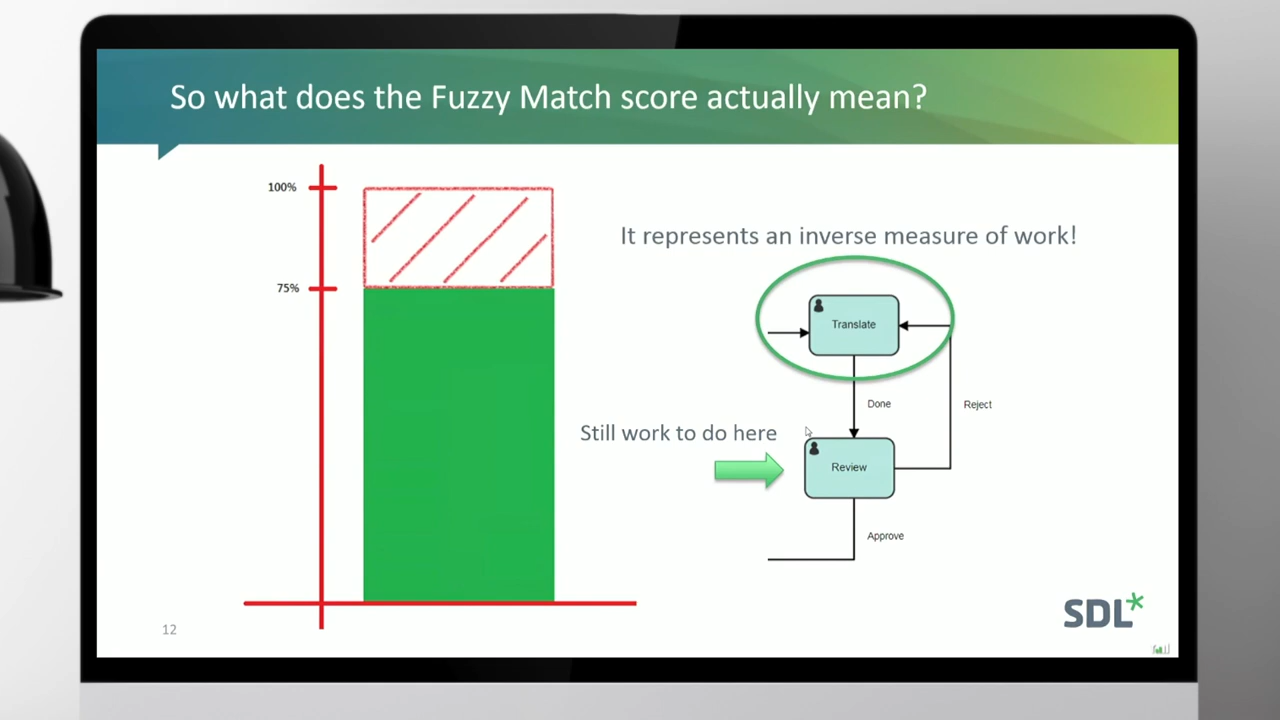 So what does the Fuzzy Match score actually mean?
100%
75%
It represents an inverse measure of work!
Translate
Done
Reject
Still work to do here
Review
Approve
SDL*
12